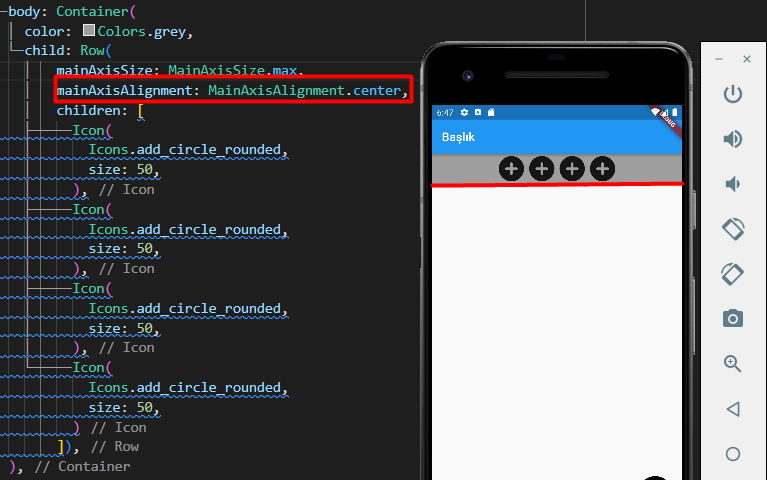 body: Container(
color: Colors.grey,
child: Row(
mainAxisSize: MainAxisSize.max,
mainAxisAlignment: MainAxisAlignment.center,
children: [
Icon(
Icons.add_circle_rounded,
size: 50,
), // Icon
Icon(
Icons.add_circle_rounded,
size: 50,
), // Icon
Icon(
Icons.add_circle_rounded,
size: 50,
), // Icon
Icon(
Icons.add_circle_rounded,
size: 50,
) // Icon
]), // Row
), // Container
6:47
DEBUG
Başlık